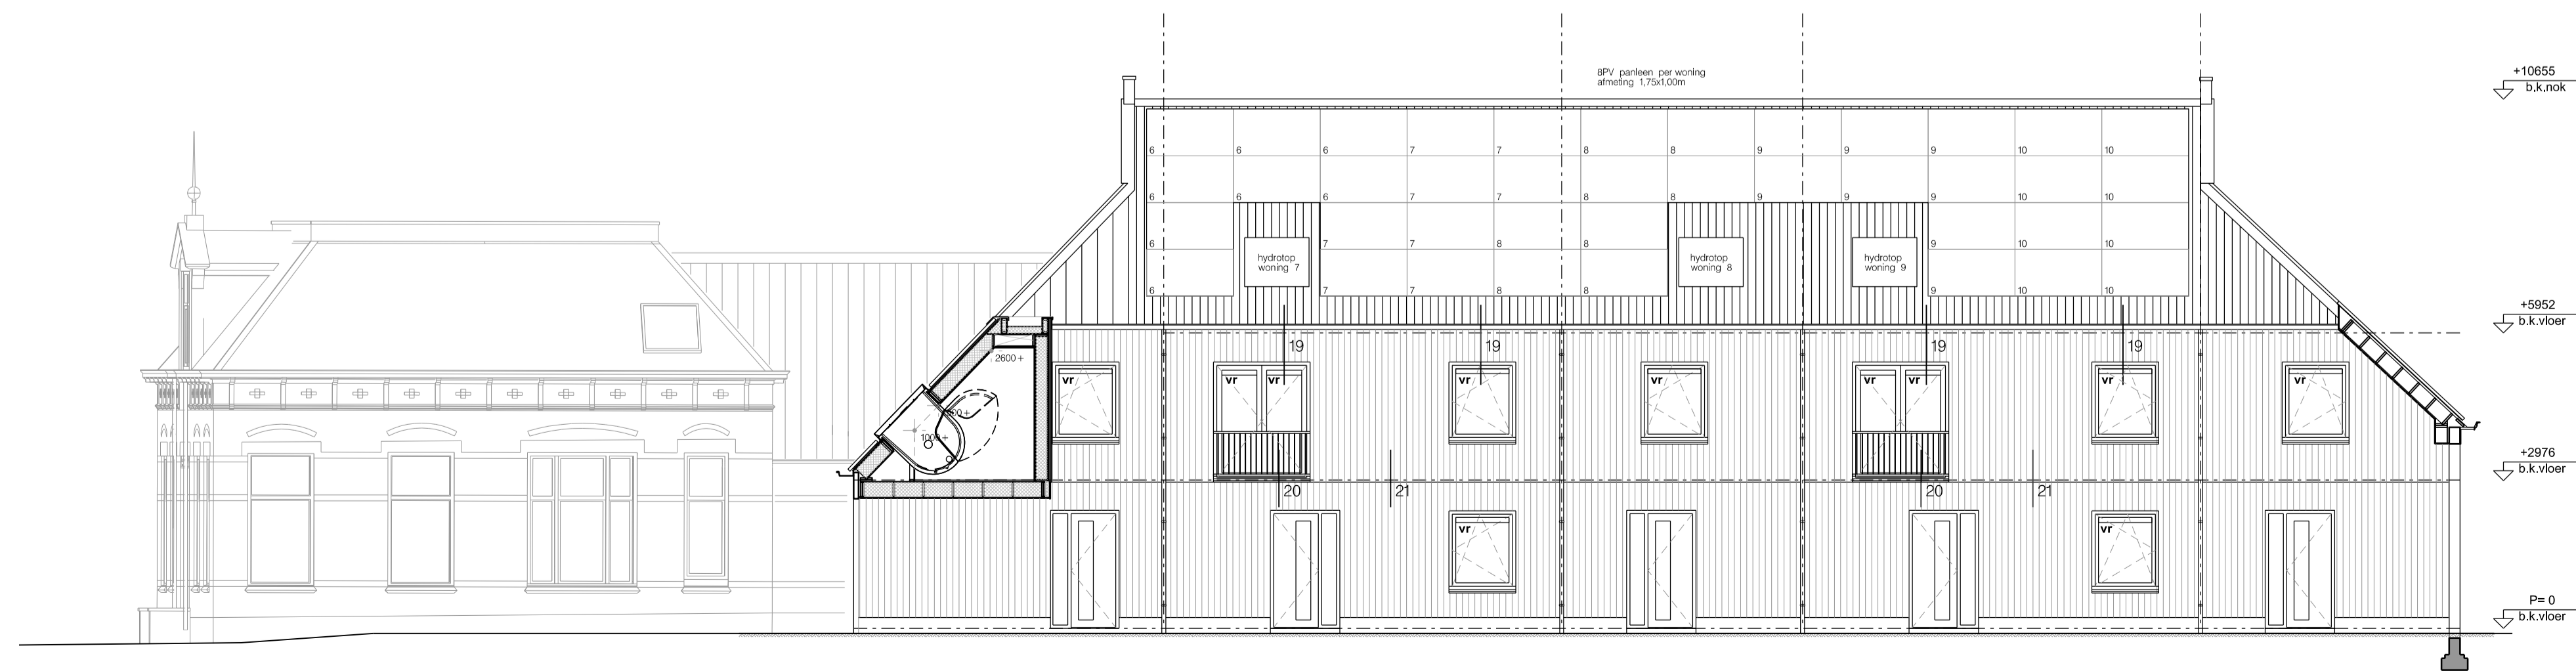 8PV panleen per woning
afmeting 1,75x1,00m
+10655
b.k.nok
6 6 6 7 7 8 8 9 9 9 10 10
6 6 6 7 7 8 8 9 9 9 10 10
6 7 7 8 8 9 10 10
hydrotop
woning 7
hydrotop
woning 8
hydrotop
woning 9
6 7 7 8 8 9 10 10
+5952
b.k.vloer
19 19 19 19
2600+
vr vr vr vr vr vr vr vr vr
1000+
+2976
b.k.vloer
20 21 20 21
vr vr
P= 0
b.k.vloer